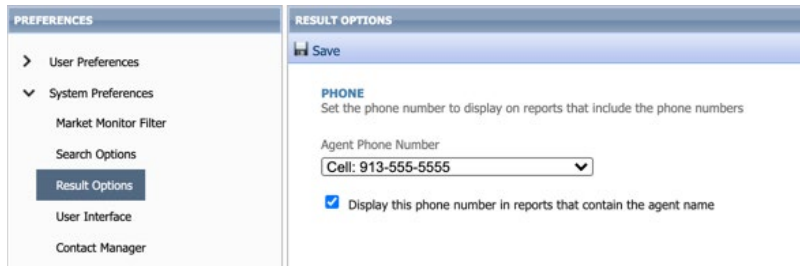 PREFERENCES
User Preferences
System Preferences
Market Monitor Filter
Search Options
Result Options
User Interface
Contact Manager
RESULT OPTIONS
Save
PHONE
Set the phone number to display on reports that include the phone numbers
Agent Phone Number
Cell: 913-555-5555
Display this phone number in reports that contain the agent name